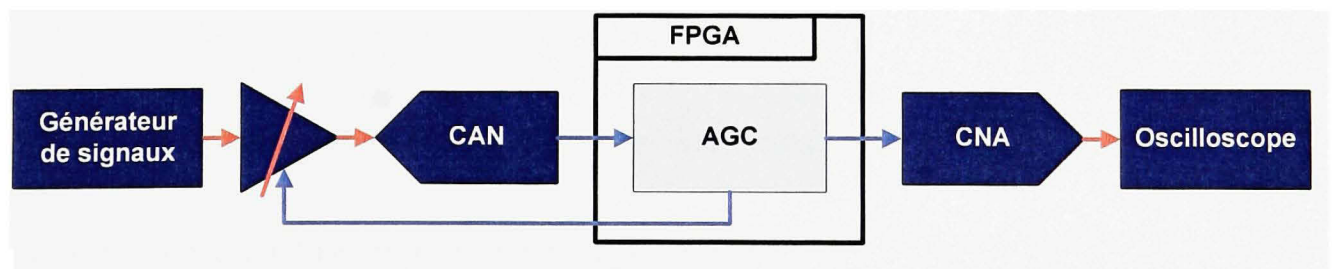 FPGA
Générateur
de signaux
CAN
AGC
CNA
Oscilloscope